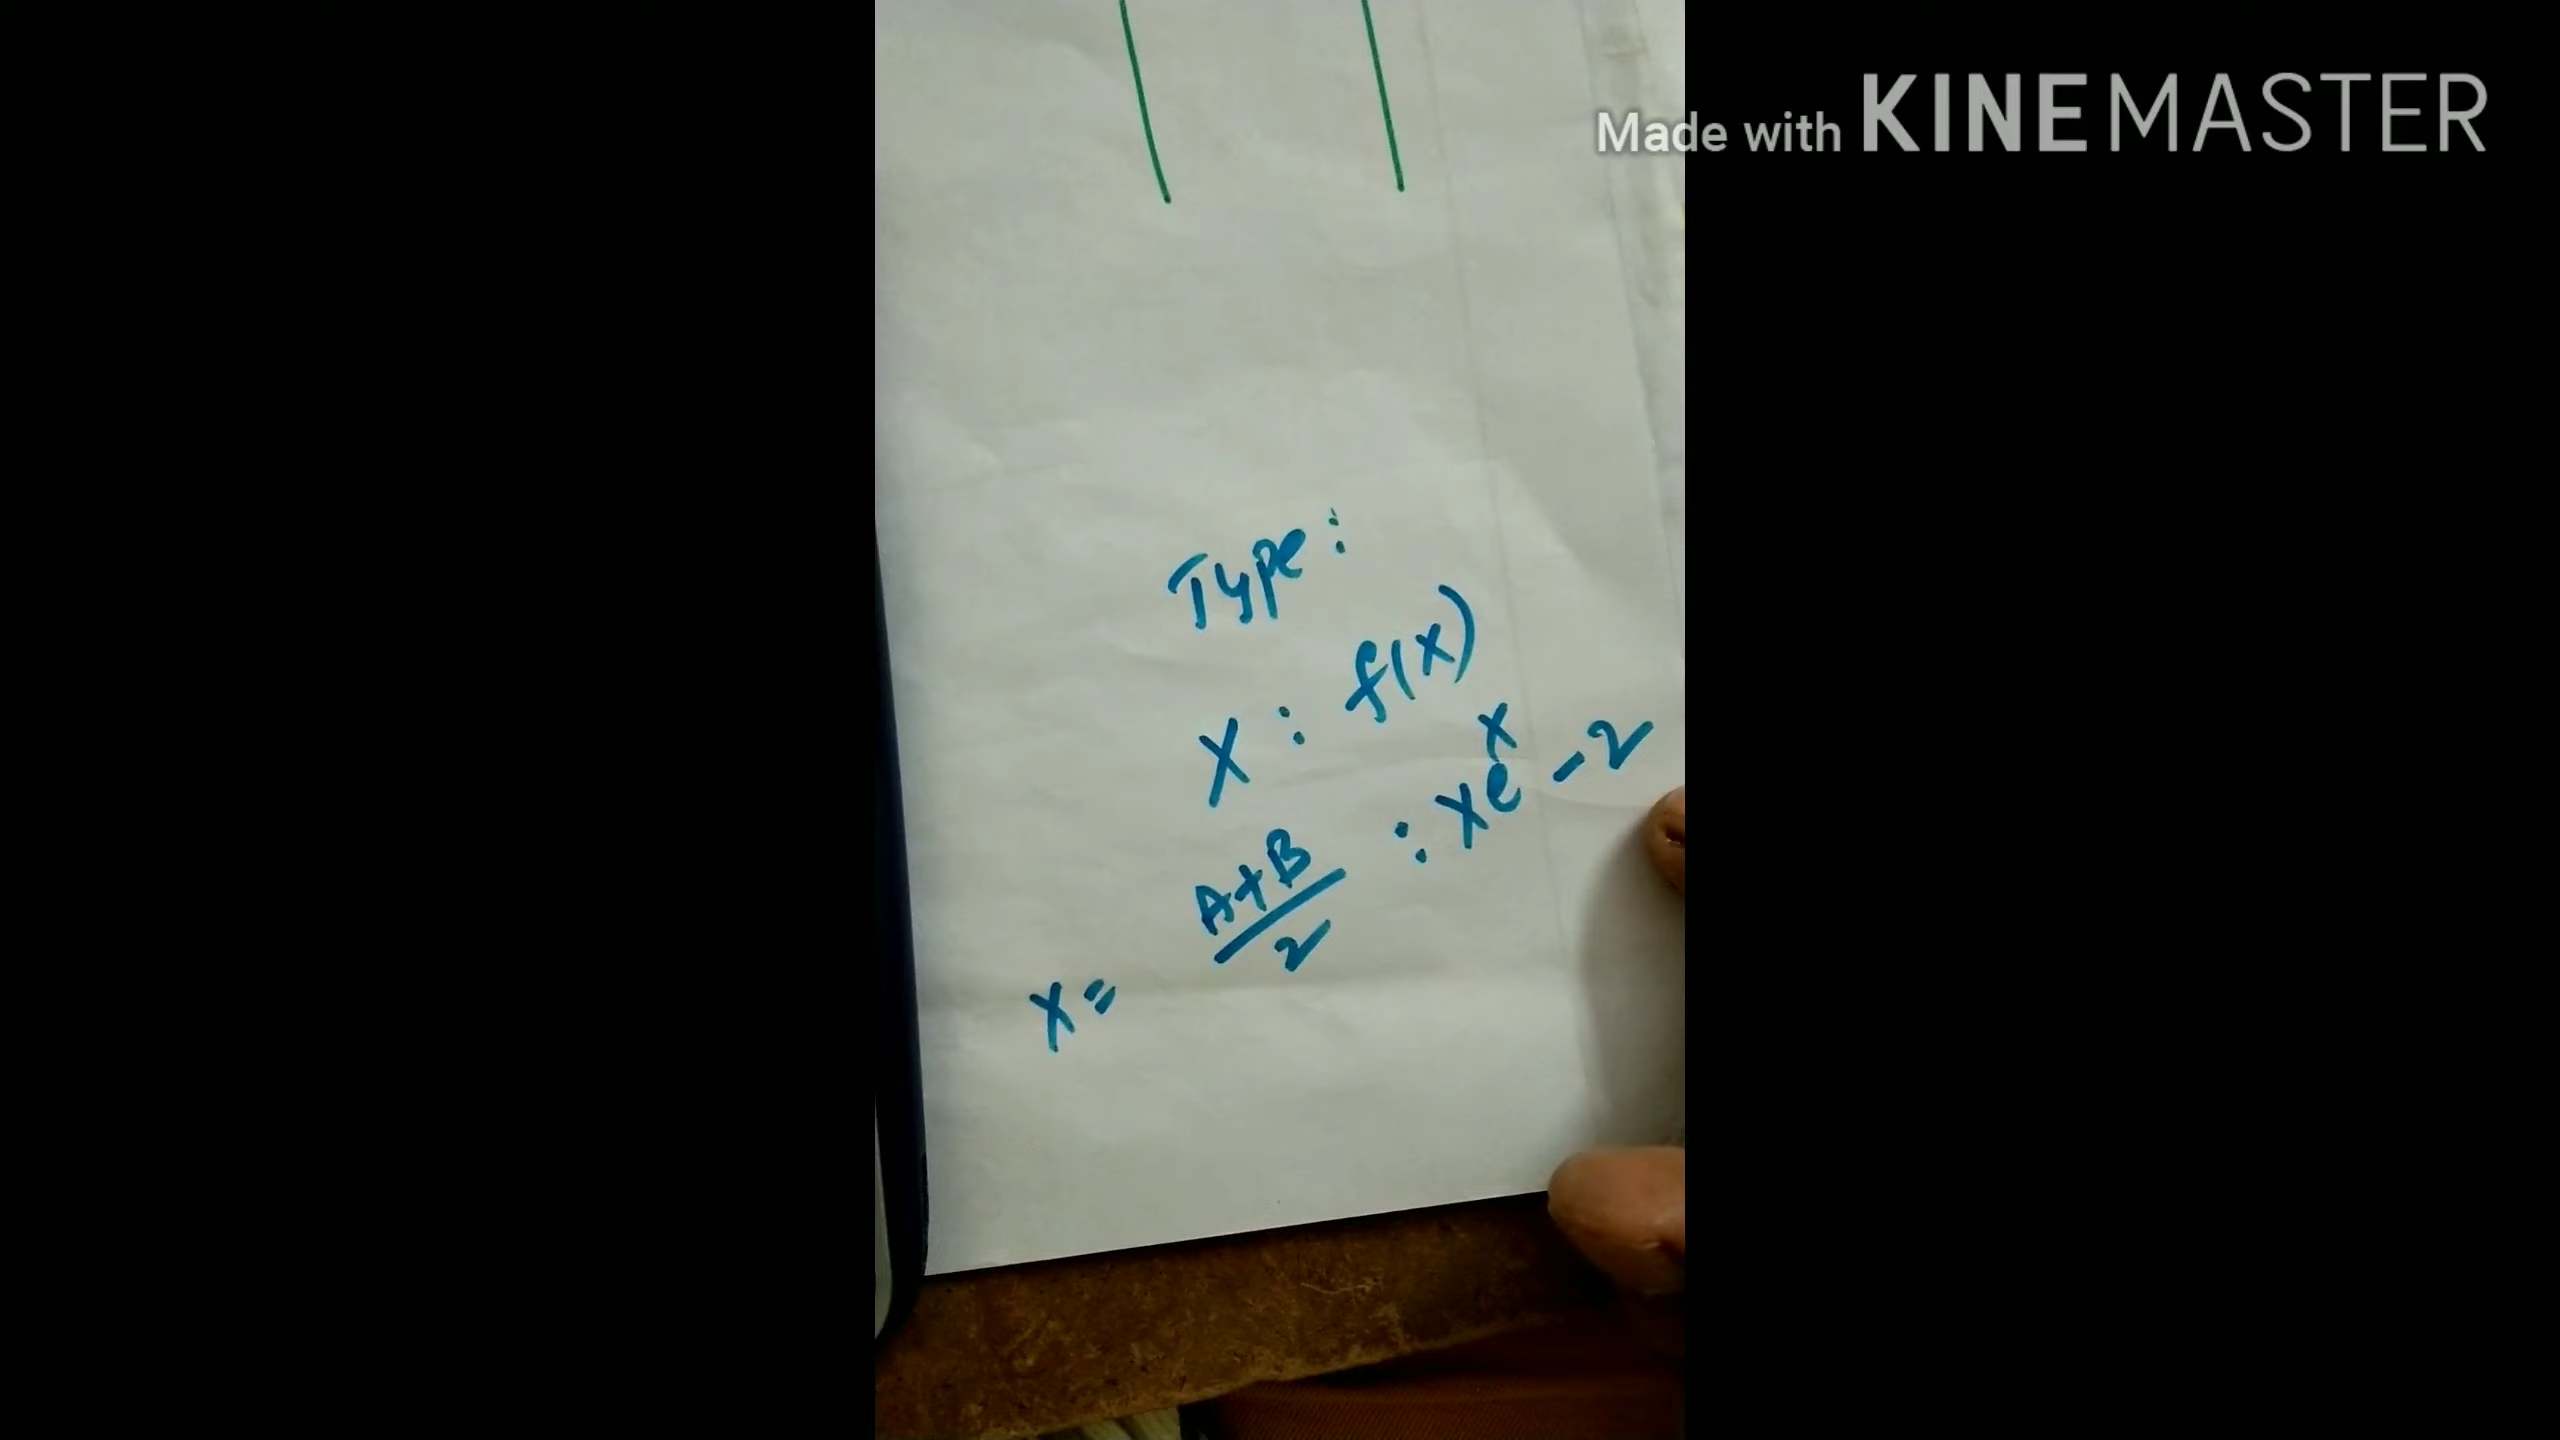 Made with KINEMASTER
Type:
X : f(X)
X = A+B/2 : Xe^X - 2